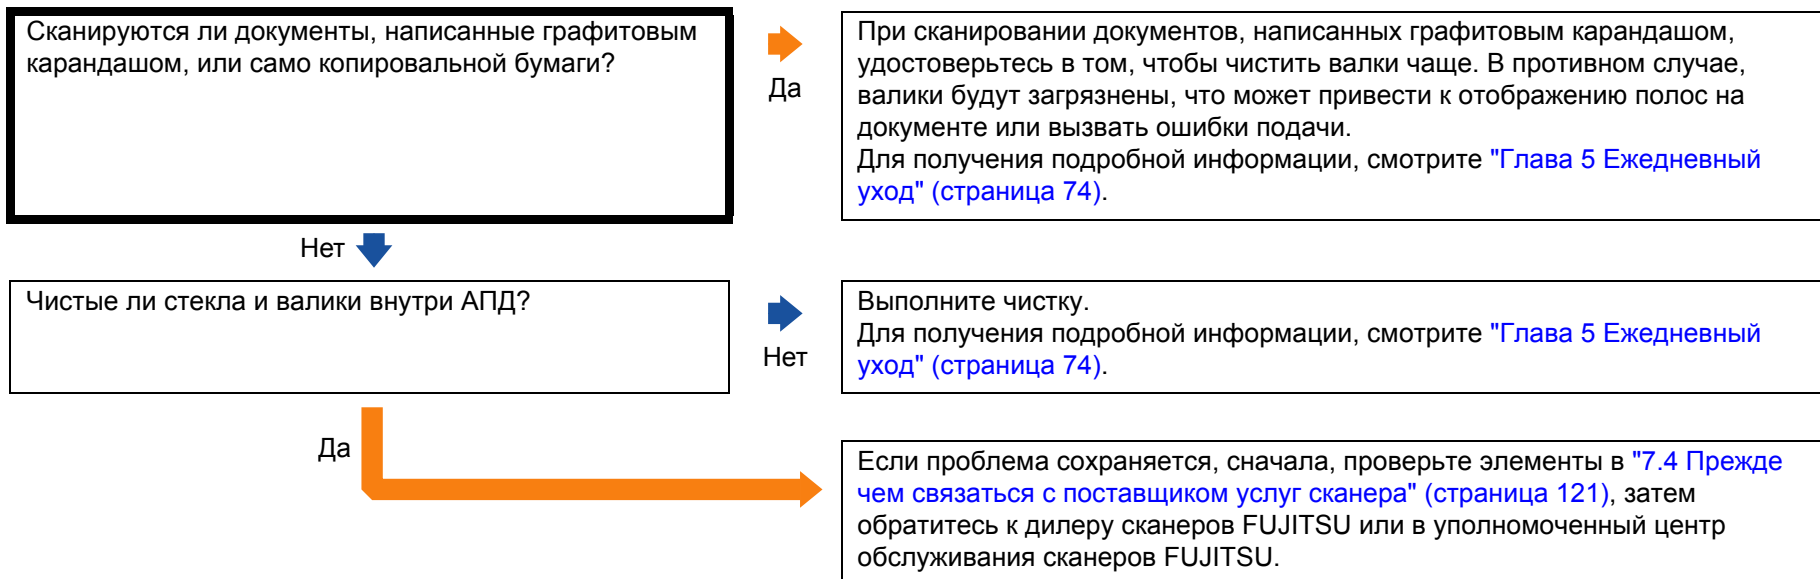 Сканируются ли документы, написанные графитовым
карандашом, или само копировальной бумаги?
Да
При сканировании документов, написанных графитовым карандашом,
удостоверьтесь в том, чтобы чистить валки чаще. В противном случае,
валики будут загрязнены, что может привести к отображению полос на
документе или вызвать ошибки подачи.
Для получения подробной информации, смотрите "Глава 5 Ежедневный
уход" (страница 74).
Нет
Чистые ли стекла и валики внутри АПД?
Нет
Выполните чистку.
Для получения подробной информации, смотрите "Глава 5 Ежедневный
уход" (страница 74).
Да
Если проблема сохраняется, сначала, проверьте элементы в "7.4 Прежде
чем связаться с поставщиком услуг сканера" (страница 121), затем
обратитесь к дилеру сканеров FUJITSU или в уполномоченный центр
обслуживания сканеров FUJITSU.